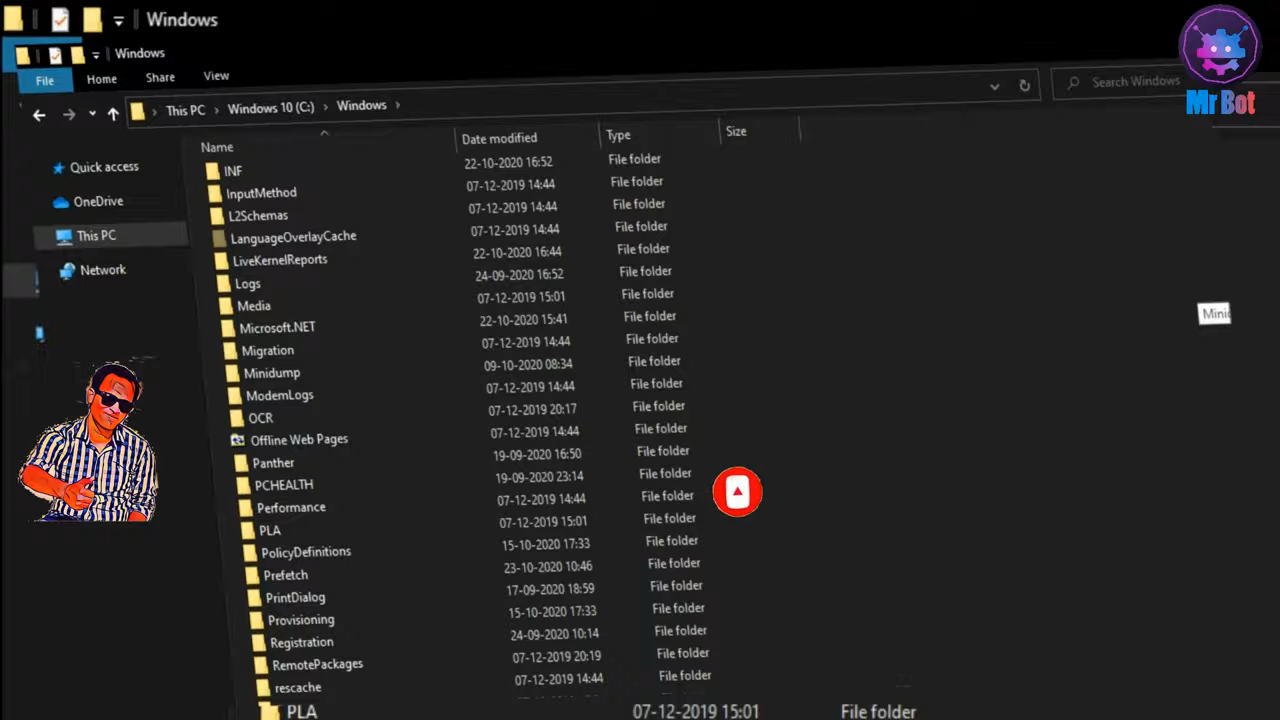 Windows
Windows
File Home Share View
This PC Windows 10 (C:) Windows
Search Windows
Mr Bot
Name Date modified Type Size
Quick access
OneDrive
This PC
Network
INF 22-10-2020 16:52 File folder
InputMethod 07-12-2019 14:44 File folder
L2Schemas 07-12-2019 14:44 File folder
LanguageOverlayCache 07-12-2019 14:44 File folder
LiveKernelReports 22-10-2020 16:44 File folder
Logs 24-09-2020 16:52 File folder
Media 07-12-2019 15:01 File folder
Microsoft.NET 22-10-2020 15:41 File folder
Migration 07-12-2019 14:44 File folder
Minidump 09-10-2020 08:34 File folder
ModemLogs 07-12-2019 14:44 File folder
OCR 07-12-2019 20:17 File folder
Offline Web Pages 07-12-2019 14:44 File folder
Panther 19-09-2020 16:50 File folder
PCHEALTH 19-09-2020 23:14 File folder
Performance 07-12-2019 14:44 File folder
PLA 07-12-2019 15:01 File folder
PolicyDefinitions 15-10-2020 17:33 File folder
Prefetch 23-10-2020 10:46 File folder
PrintDialog 17-09-2020 18:59 File folder
Provisioning 15-10-2020 17:33 File folder
Registration 24-09-2020 10:14 File folder
RemotePackages 07-12-2019 20:19 File folder
rescache 07-12-2019 14:44 File folder
PLA 07-12-2019 15:01 File folder